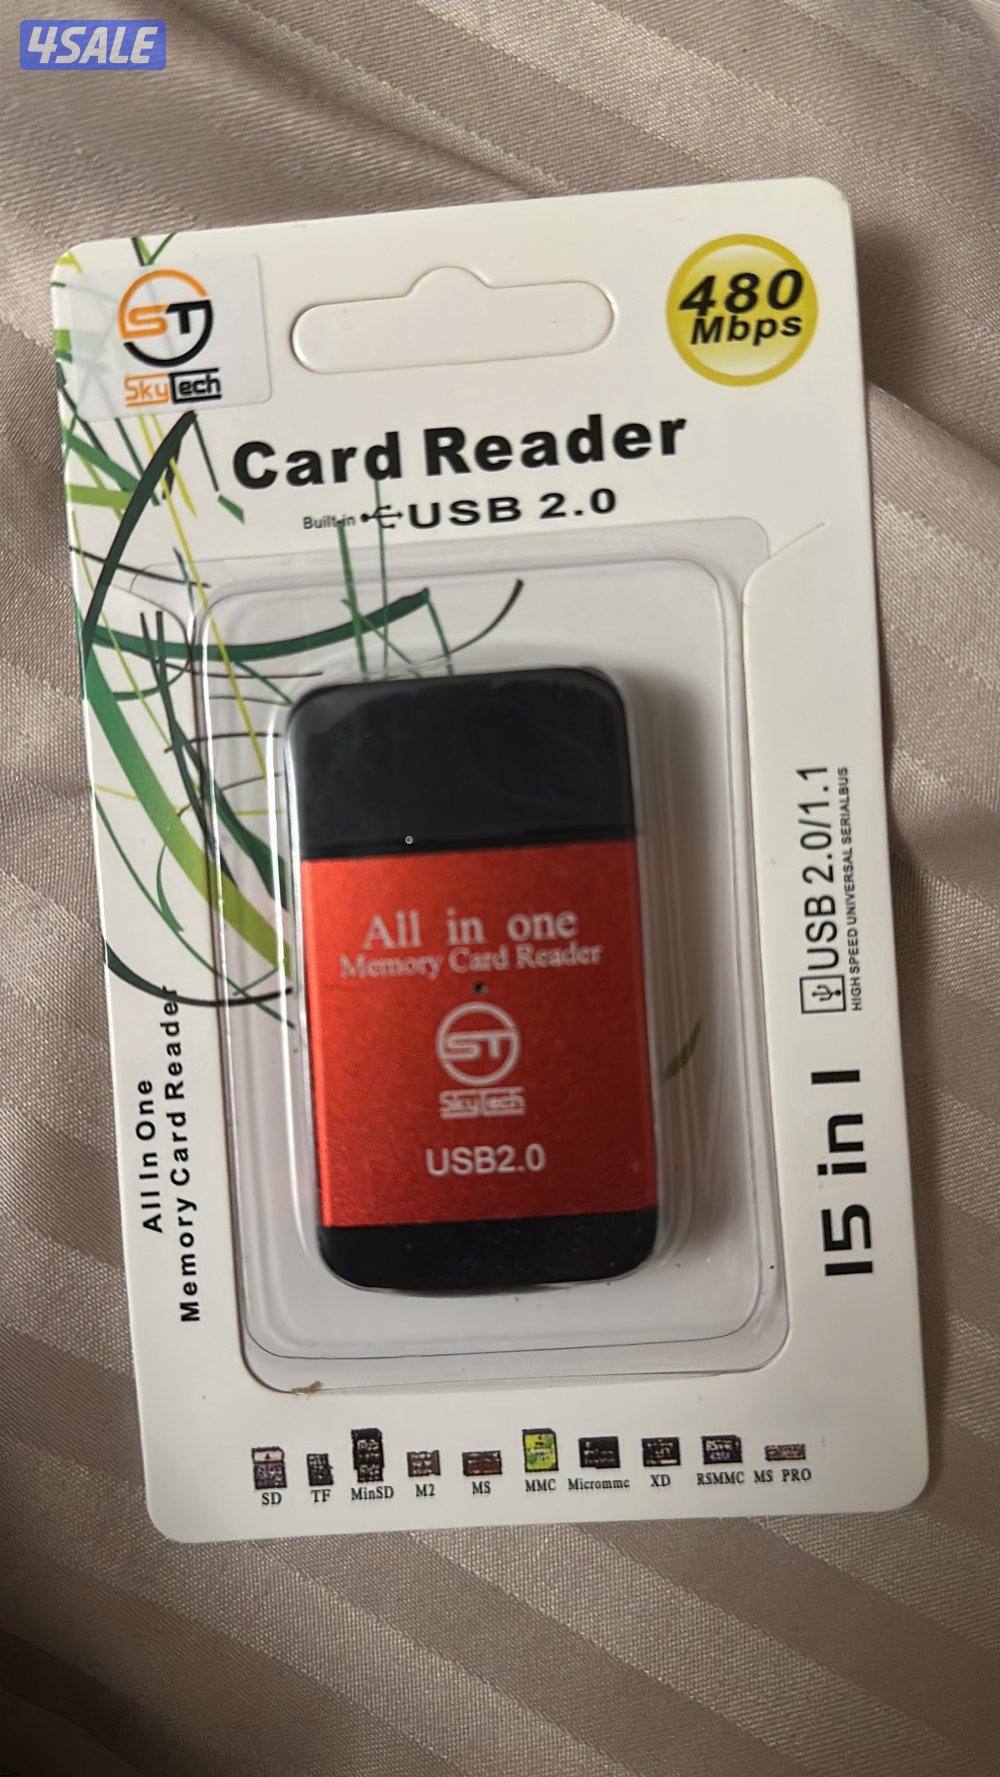 4SALE
ST
SkyTech
480
Mbps
Card Reader
Built-in USB 2.0
All in one
Memory Card Reader
ST
SkyTech
USB2.0
All In One
Memory Card Reader
USB 2.0/1.1
HIGH SPEED UNIVERSAL SERIALBUS
15 in 1
SD TF MinSD M2 MS MMC Micrommc XD RSMMC MS PRO